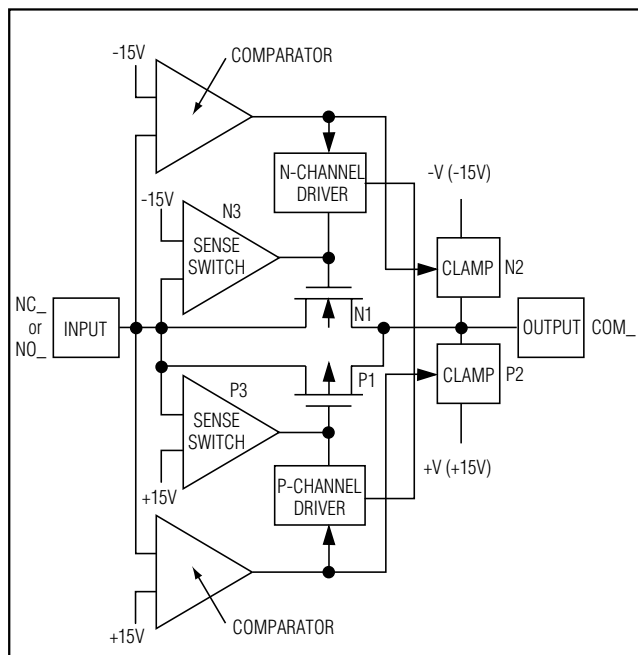 -15V
COMPARATOR
N-CHANNEL
DRIVER
-V (-15V)
-15V
N3
SENSE
SWITCH
CLAMP
N2
NC_
or
NO_
INPUT
N1
OUTPUT
COM_
P1
P3
CLAMP
P2
SENSE
SWITCH
+15V
P-CHANNEL
DRIVER
+V (+15V)
COMPARATOR
+15V